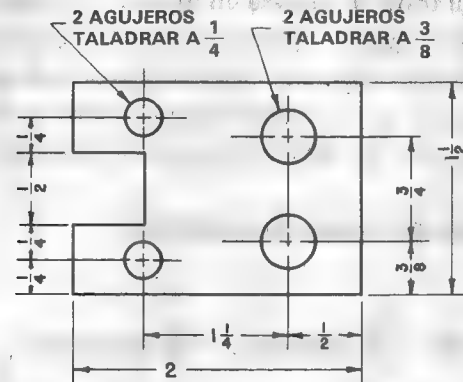 2 AGUJEROS
TALADRAR A 1/4
2 AGUJEROS
TALADRAR A 3/8
1/4
1/2
1/4
1/4
3/4
3/8
1 1/2
1 1/4
1/2
2